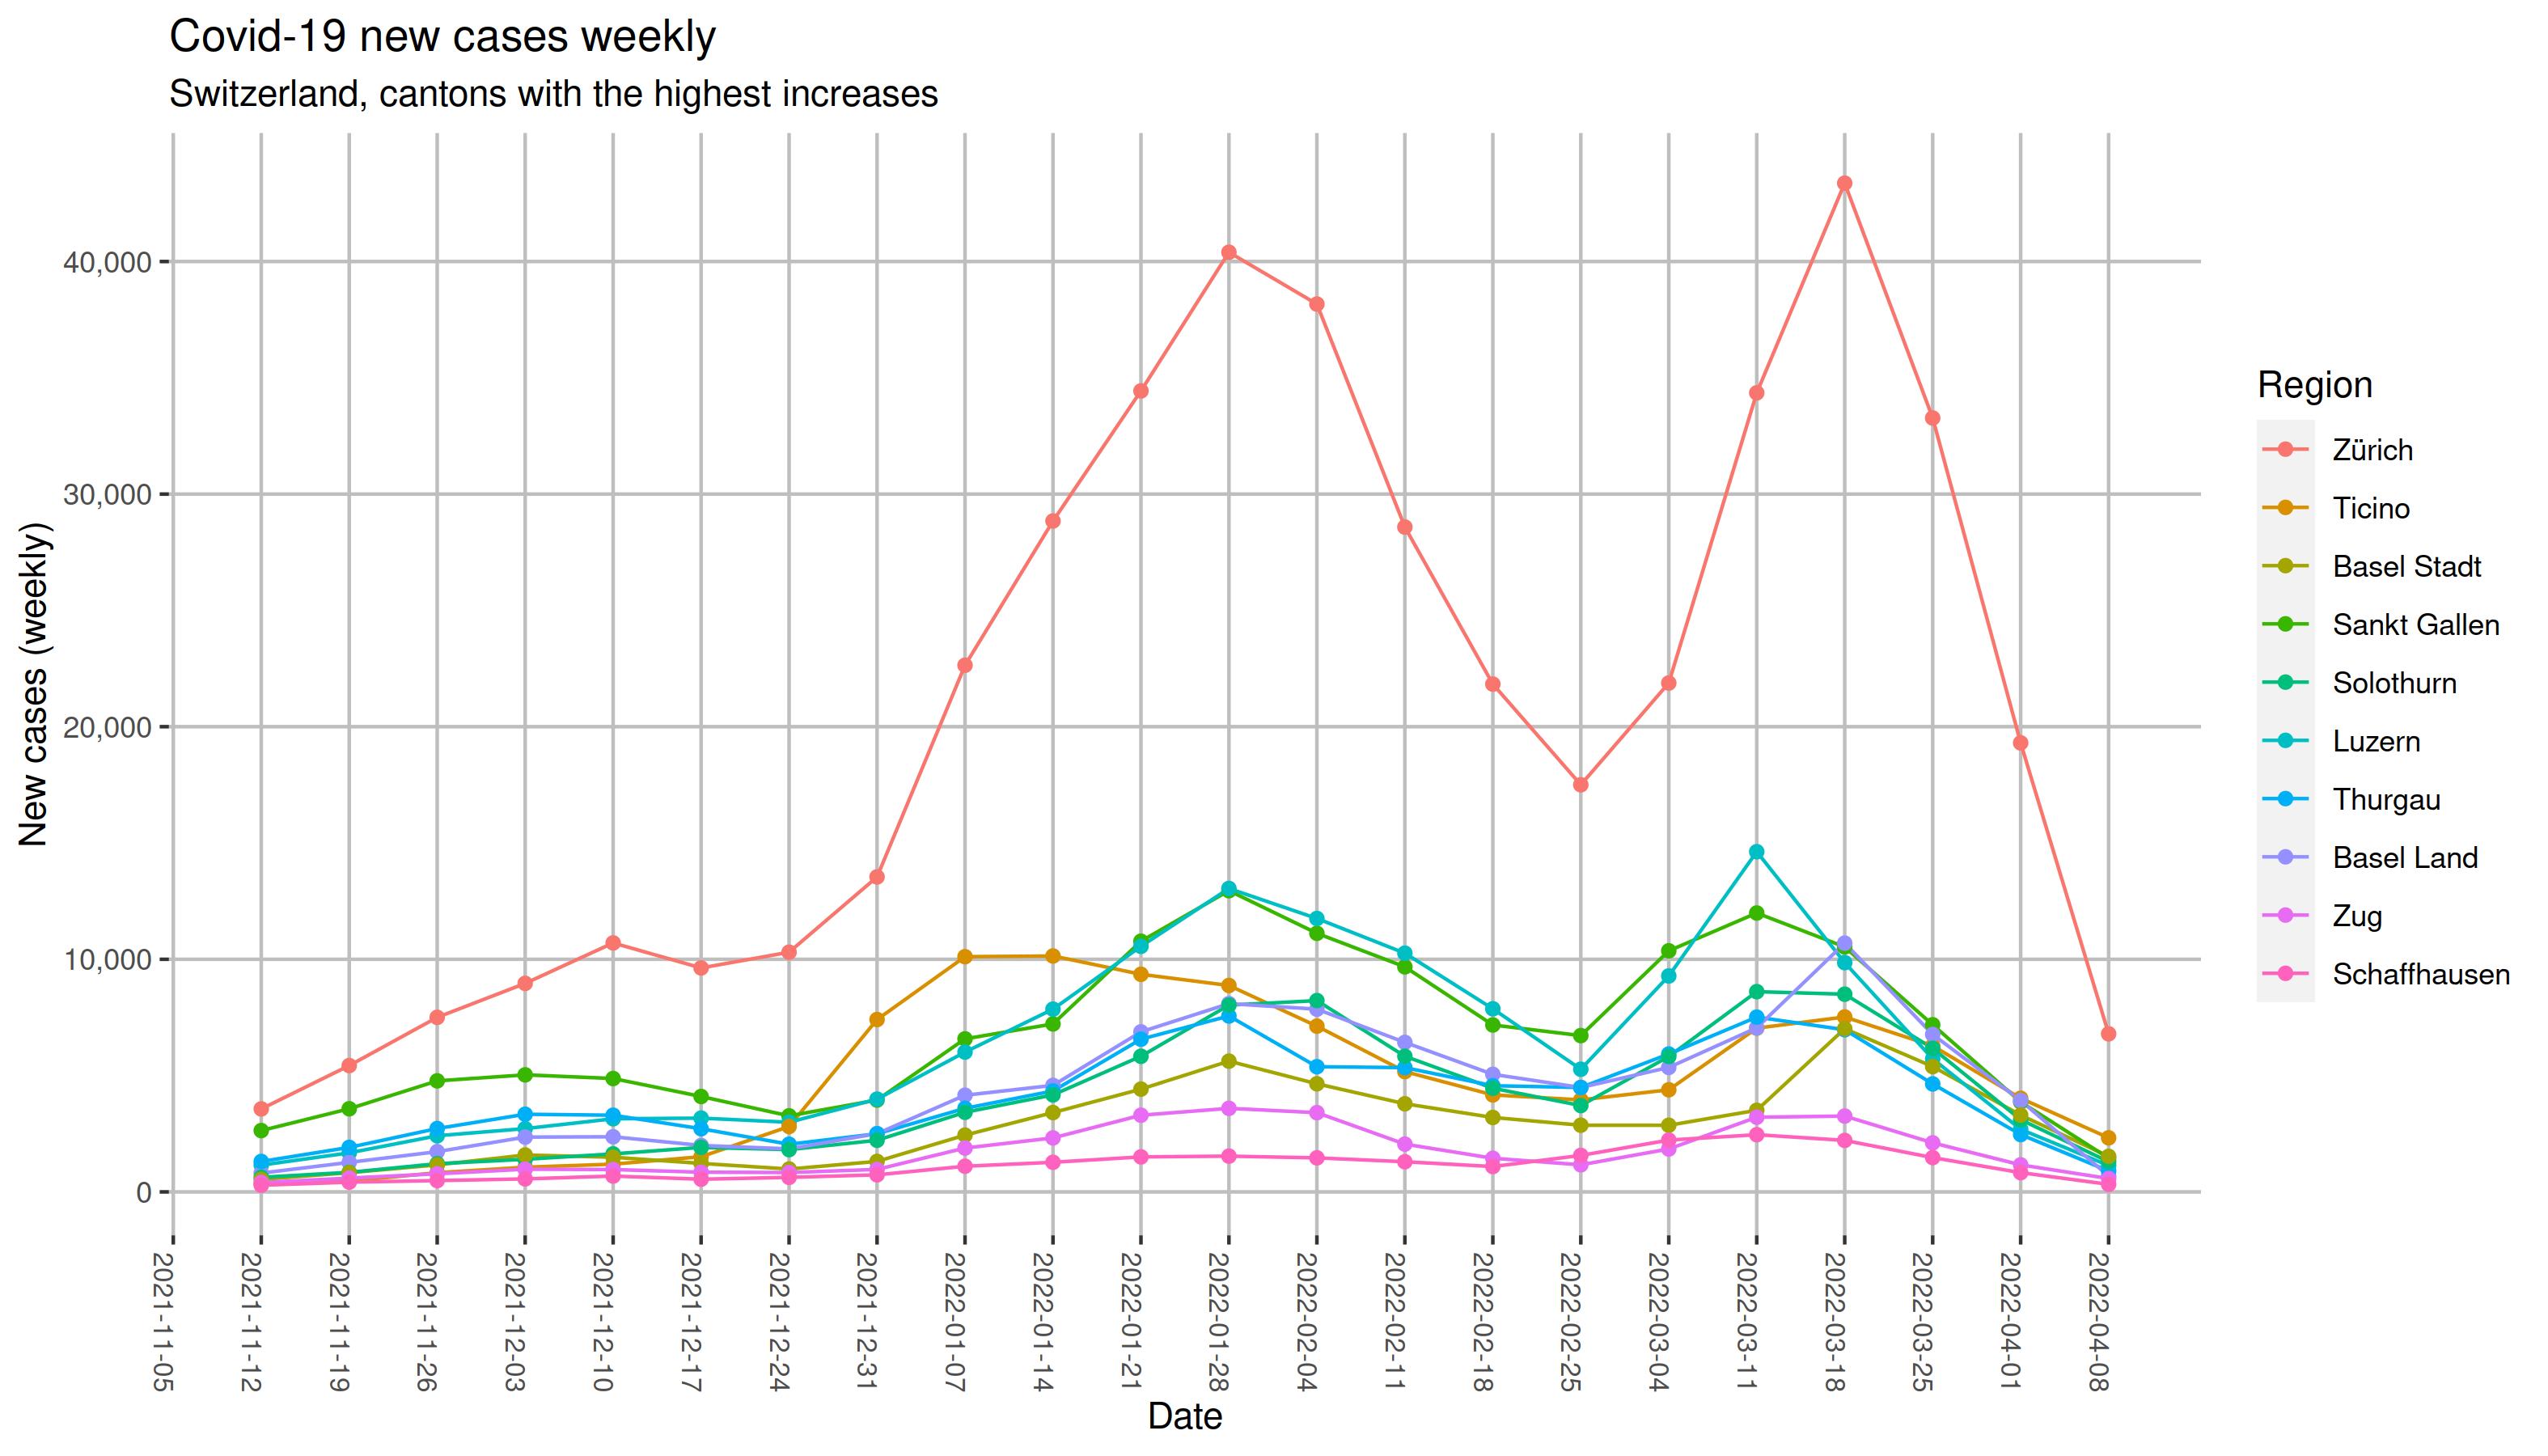 Covid-19 new cases weekly
Switzerland, cantons with the highest increases
New cases (weekly)
40,000
30,000
20,000
10,000
0
2021-11-05
2021-11-12
2021-11-19
2021-11-26
2021-12-03
2021-12-10
2021-12-17
2021-12-24
2021-12-31
2022-01-07
2022-01-14
2022-01-21
2022-01-28
2022-02-04
2022-02-11
2022-02-18
2022-02-25
2022-03-04
2022-03-11
2022-03-18
2022-03-25
2022-04-01
2022-04-08
Date
Region
Zürich
Ticino
Basel Stadt
Sankt Gallen
Solothurn
Luzern
Thurgau
Basel Land
Zug
Schaffhausen